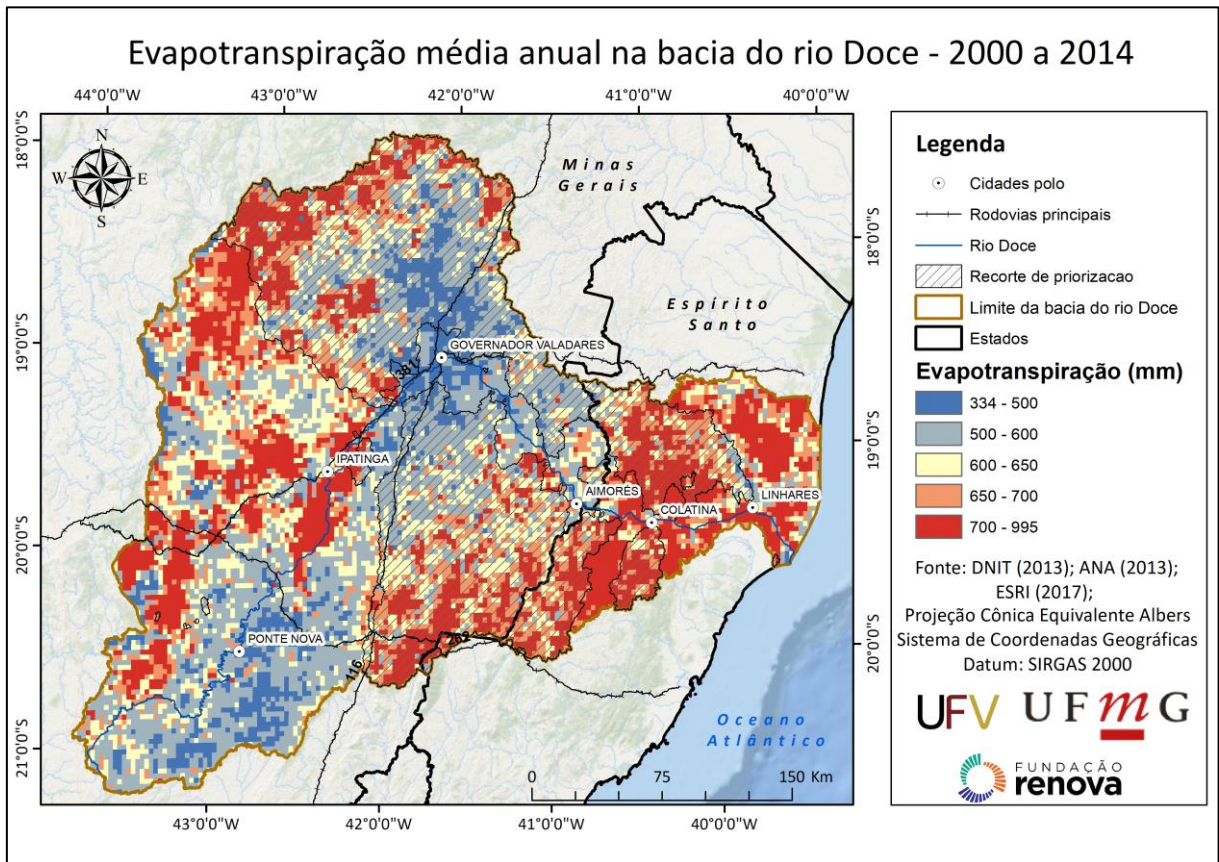 Evapotranspiração média anual na bacia do rio Doce - 2000 a 2014
44°0'0"W 43°0'0"W 42°0'0"W 41°0'0"W 40°0'0"W
18°0'0"S
19°0'0"S
20°0'0"S
21°0'0"S
N
W E
S
Minas
Gerais
Espírito
Santo
GOVERNADOR VALADARES
381
IPATINGA
AIMORÉS
COLATINA
LINHARES
PONTE NOVA
116
262
Oceano
Atlântico
0 75 150 Km
18°0'0"S
19°0'0"S
20°0'0"S
43°0'0"W 42°0'0"W 41°0'0"W 40°0'0"W
Legenda
Cidades polo
Rodovias principais
Rio Doce
Recorte de priorizacao
Limite da bacia do rio Doce
Estados
Evapotranspiração (mm)
334 - 500
500 - 600
600 - 650
650 - 700
700 - 995
Fonte: DNIT (2013); ANA (2013);
ESRI (2017);
Projeção Cônica Equivalente Albers
Sistema de Coordenadas Geográficas
Datum: SIRGAS 2000
UFV UFmG
FUNDAÇÃO
renova